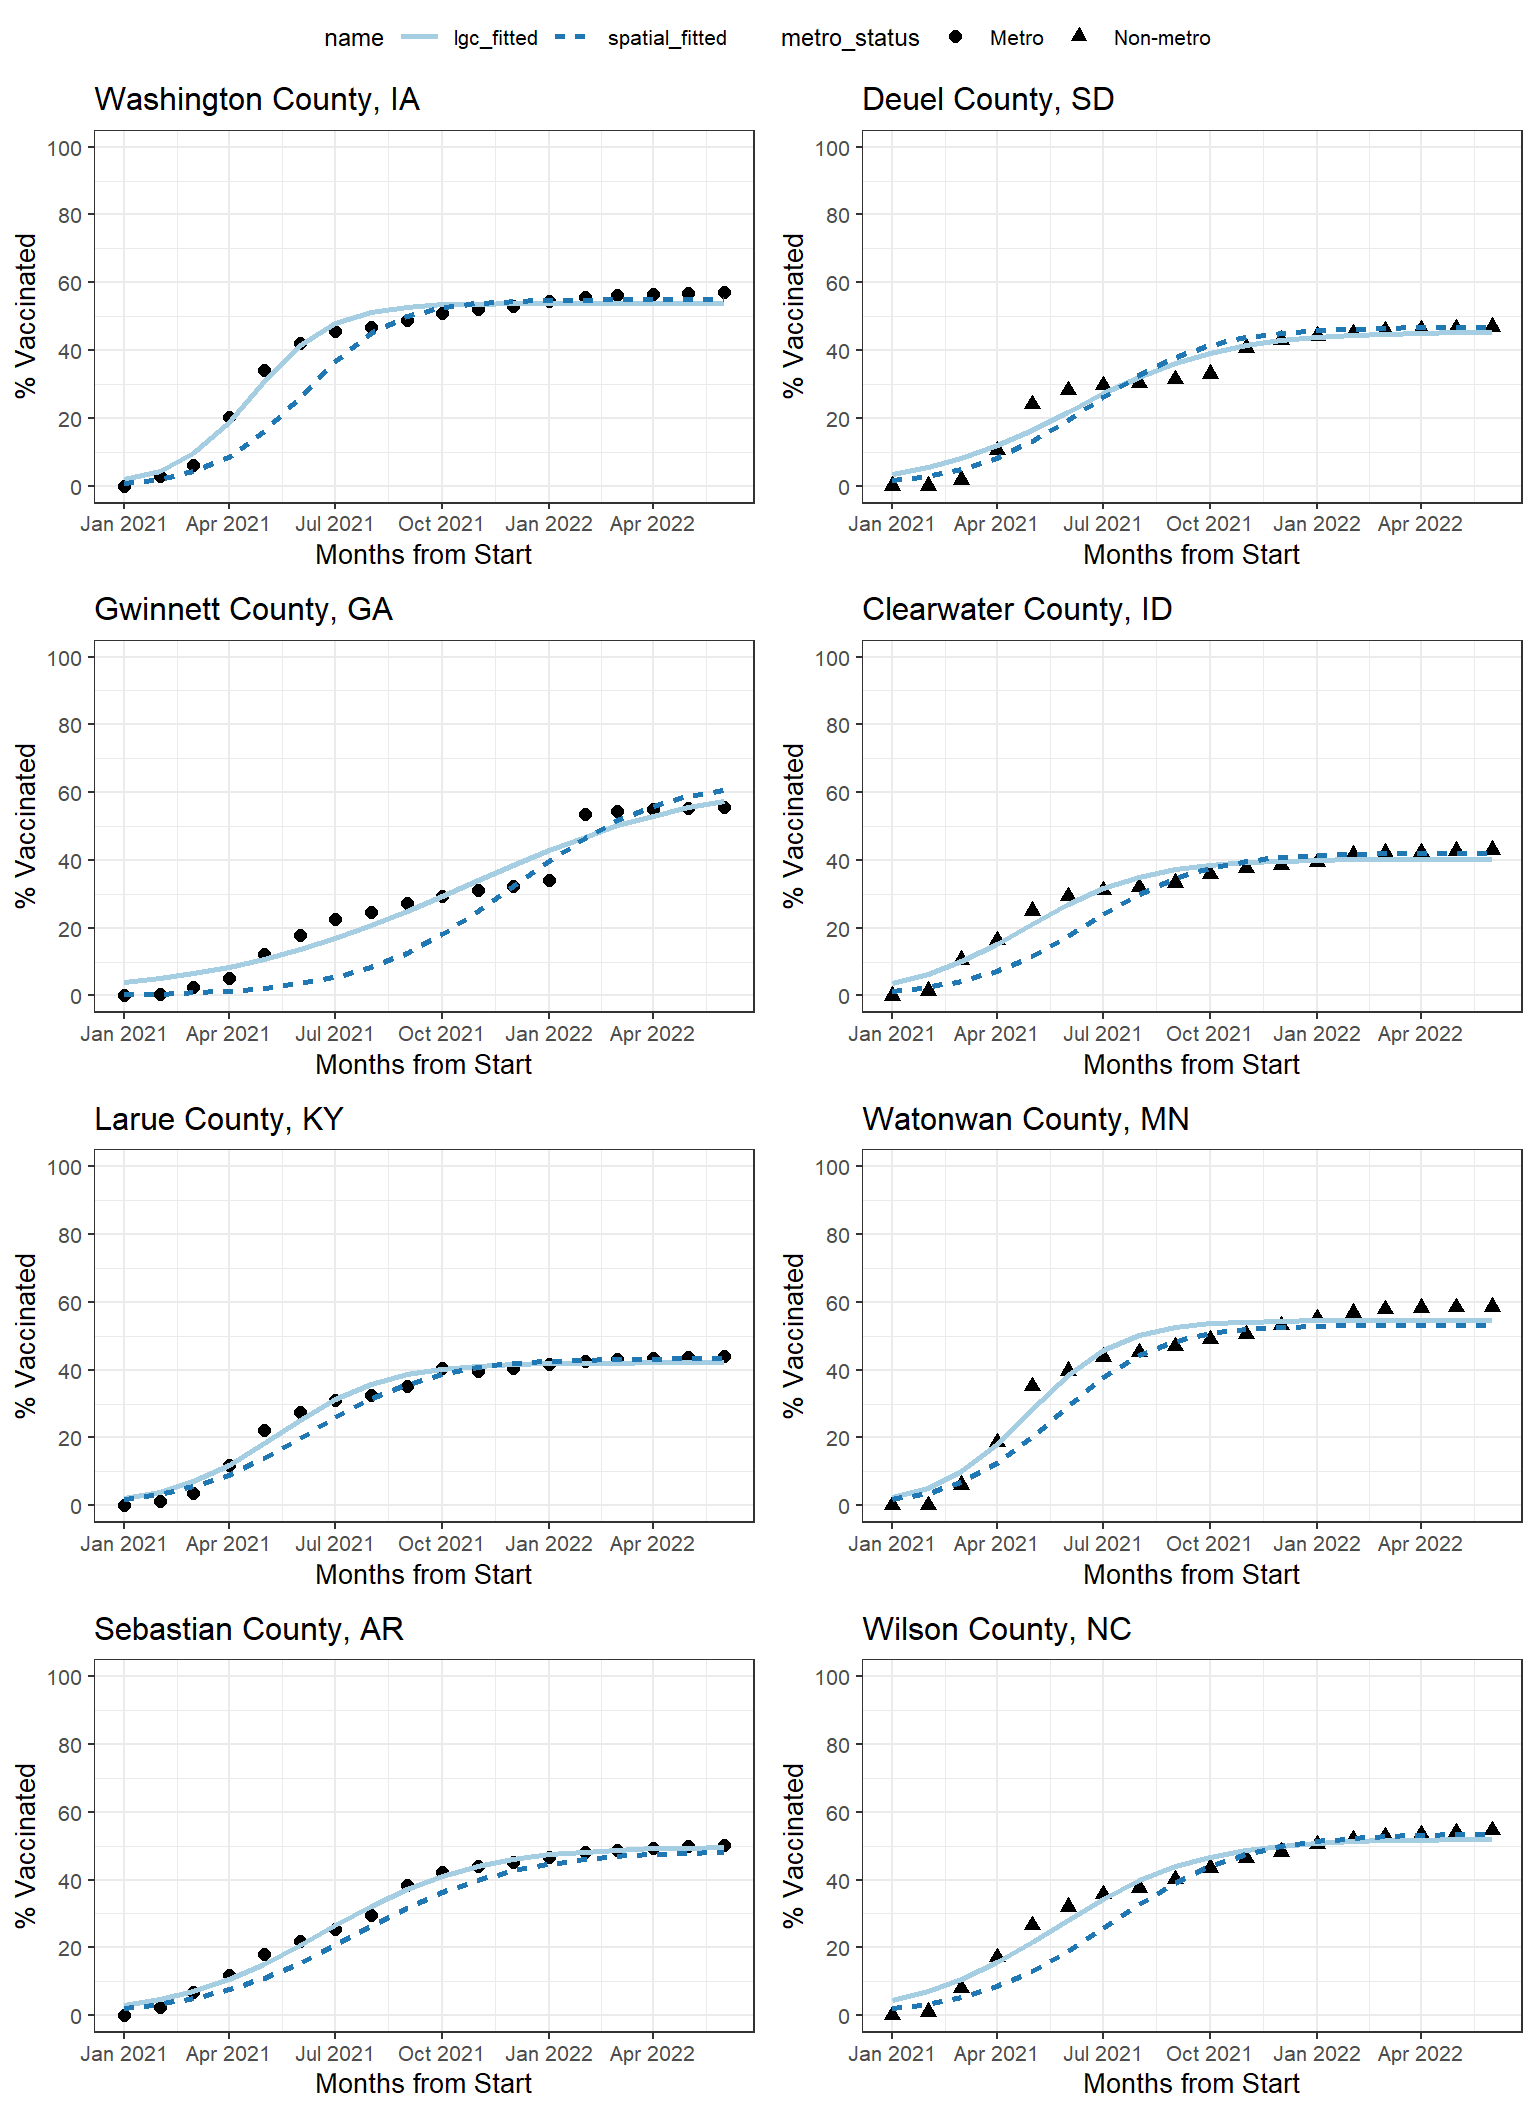 name lgc_fitted spatial_fitted metro_status Metro Non-metro
Washington County, IA
100
80
60
40
20
0
% Vaccinated
Jan 2021 Apr 2021 Jul 2021 Oct 2021 Jan 2022 Apr 2022
Months from Start
Deuel County, SD
100
80
60
40
20
0
% Vaccinated
Jan 2021 Apr 2021 Jul 2021 Oct 2021 Jan 2022 Apr 2022
Months from Start
Gwinnett County, GA
100
80
60
40
20
0
% Vaccinated
Jan 2021 Apr 2021 Jul 2021 Oct 2021 Jan 2022 Apr 2022
Months from Start
Clearwater County, ID
100
80
60
40
20
0
% Vaccinated
Jan 2021 Apr 2021 Jul 2021 Oct 2021 Jan 2022 Apr 2022
Months from Start
Larue County, KY
100
80
60
40
20
0
% Vaccinated
Jan 2021 Apr 2021 Jul 2021 Oct 2021 Jan 2022 Apr 2022
Months from Start
Watonwan County, MN
100
80
60
40
20
0
% Vaccinated
Jan 2021 Apr 2021 Jul 2021 Oct 2021 Jan 2022 Apr 2022
Months from Start
Sebastian County, AR
100
80
60
40
20
0
% Vaccinated
Jan 2021 Apr 2021 Jul 2021 Oct 2021 Jan 2022 Apr 2022
Months from Start
Wilson County, NC
100
80
60
40
20
0
% Vaccinated
Jan 2021 Apr 2021 Jul 2021 Oct 2021 Jan 2022 Apr 2022
Months from Start